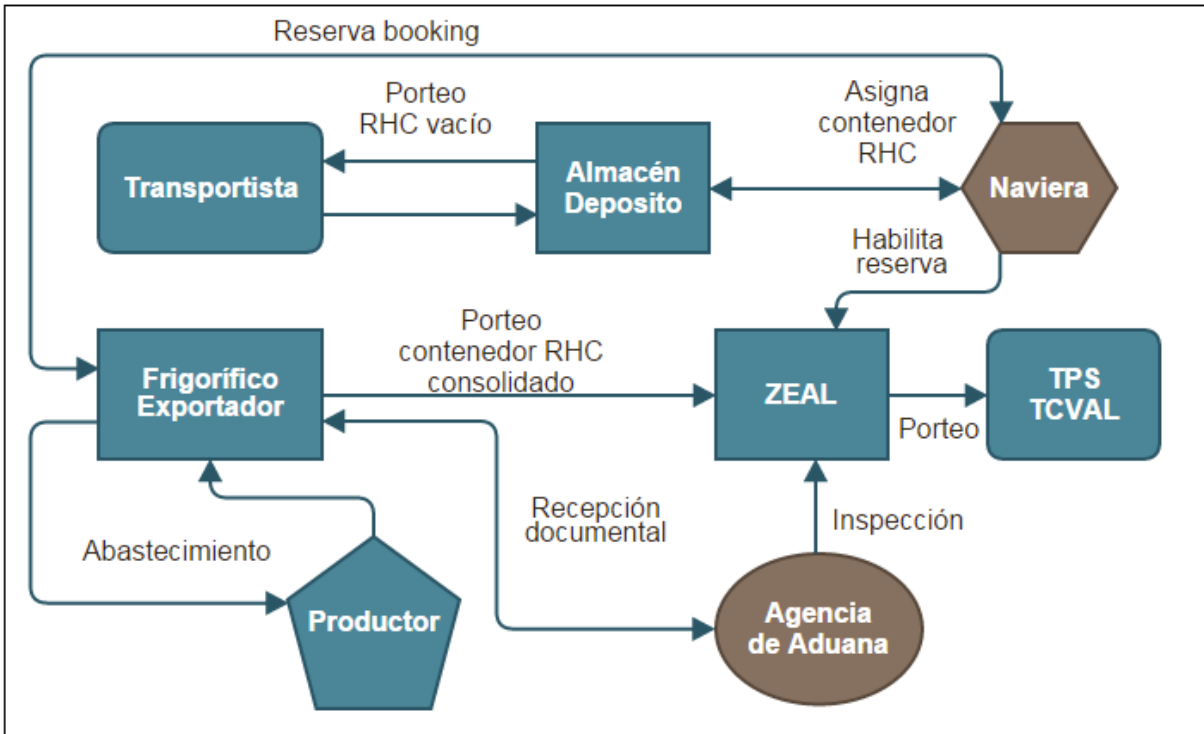 Reserva booking
Porteo
RHC vacío
Asigna
contenedor
RHC
Transportista
Almacén
Deposito
Naviera
Habilita
reserva
Porteo
contenedor RHC
consolidado
Frigorífico
Exportador
ZEAL
TPS
TCVAL
Porteo
Recepción
documental
Inspección
Abastecimiento
Productor
Agencia
de Aduana